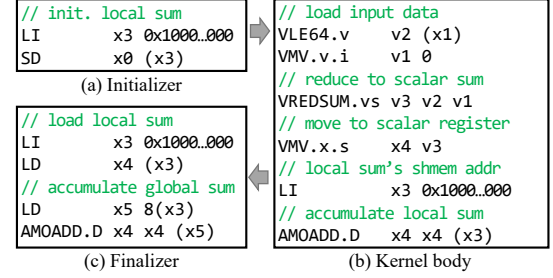 // init. local sum
LI x3 0x1000…000
SD x0 (x3)
(a) Initializer
// load input data
VLE64.v v2 (x1)
VMV.v.i v1 0
// reduce to scalar sum
VREDSUM.vs v3 v2 v1
// move to scalar register
VMV.x.s x4 v3
// local sum's shmem addr
LI x3 0x1000…000
// accumulate local sum
AMOADD.D x4 x4 (x3)
(b) Kernel body
// load local sum
LI x3 0x1000…000
LD x4 (x3)
// accumulate global sum
LD x5 8(x3)
AMOADD.D x4 x4 (x5)
(c) Finalizer